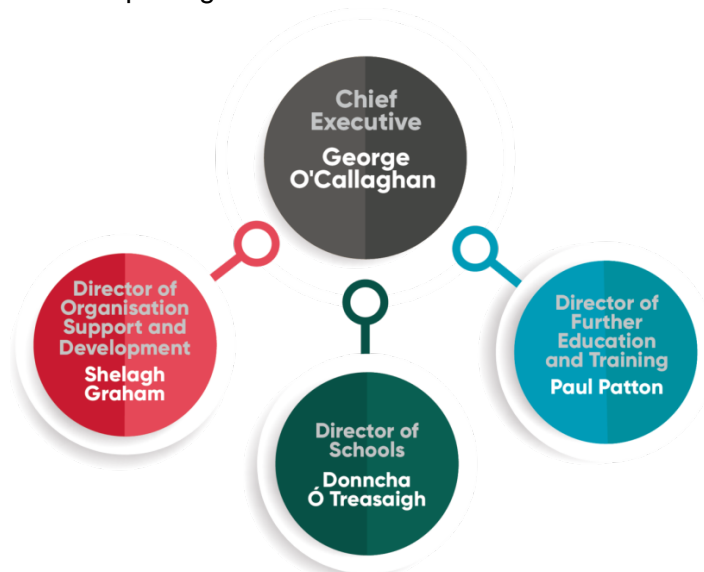 Chief
Executive
George
O'Callaghan
Director of
Organisation
Support and
Development
Shelagh
Graham
Director of
Schools
Donncha
Ó Treasaigh
Director of
Further
Education
and Training
Paul Patton